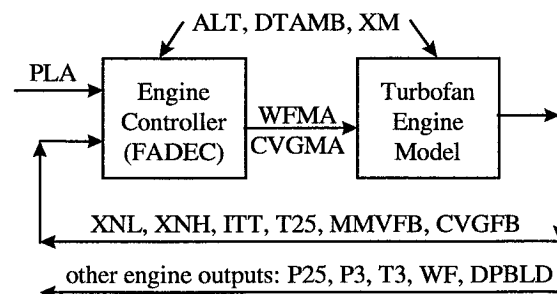 ALT, DTAMB, XM
PLA
Engine
Controller
(FADEC)
WFMA
CVGMA
Turbofan
Engine
Model
XNL, XNH, ITT, T25, MMVFB, CVGFB
other engine outputs: P25, P3, T3, WF, DPBLD